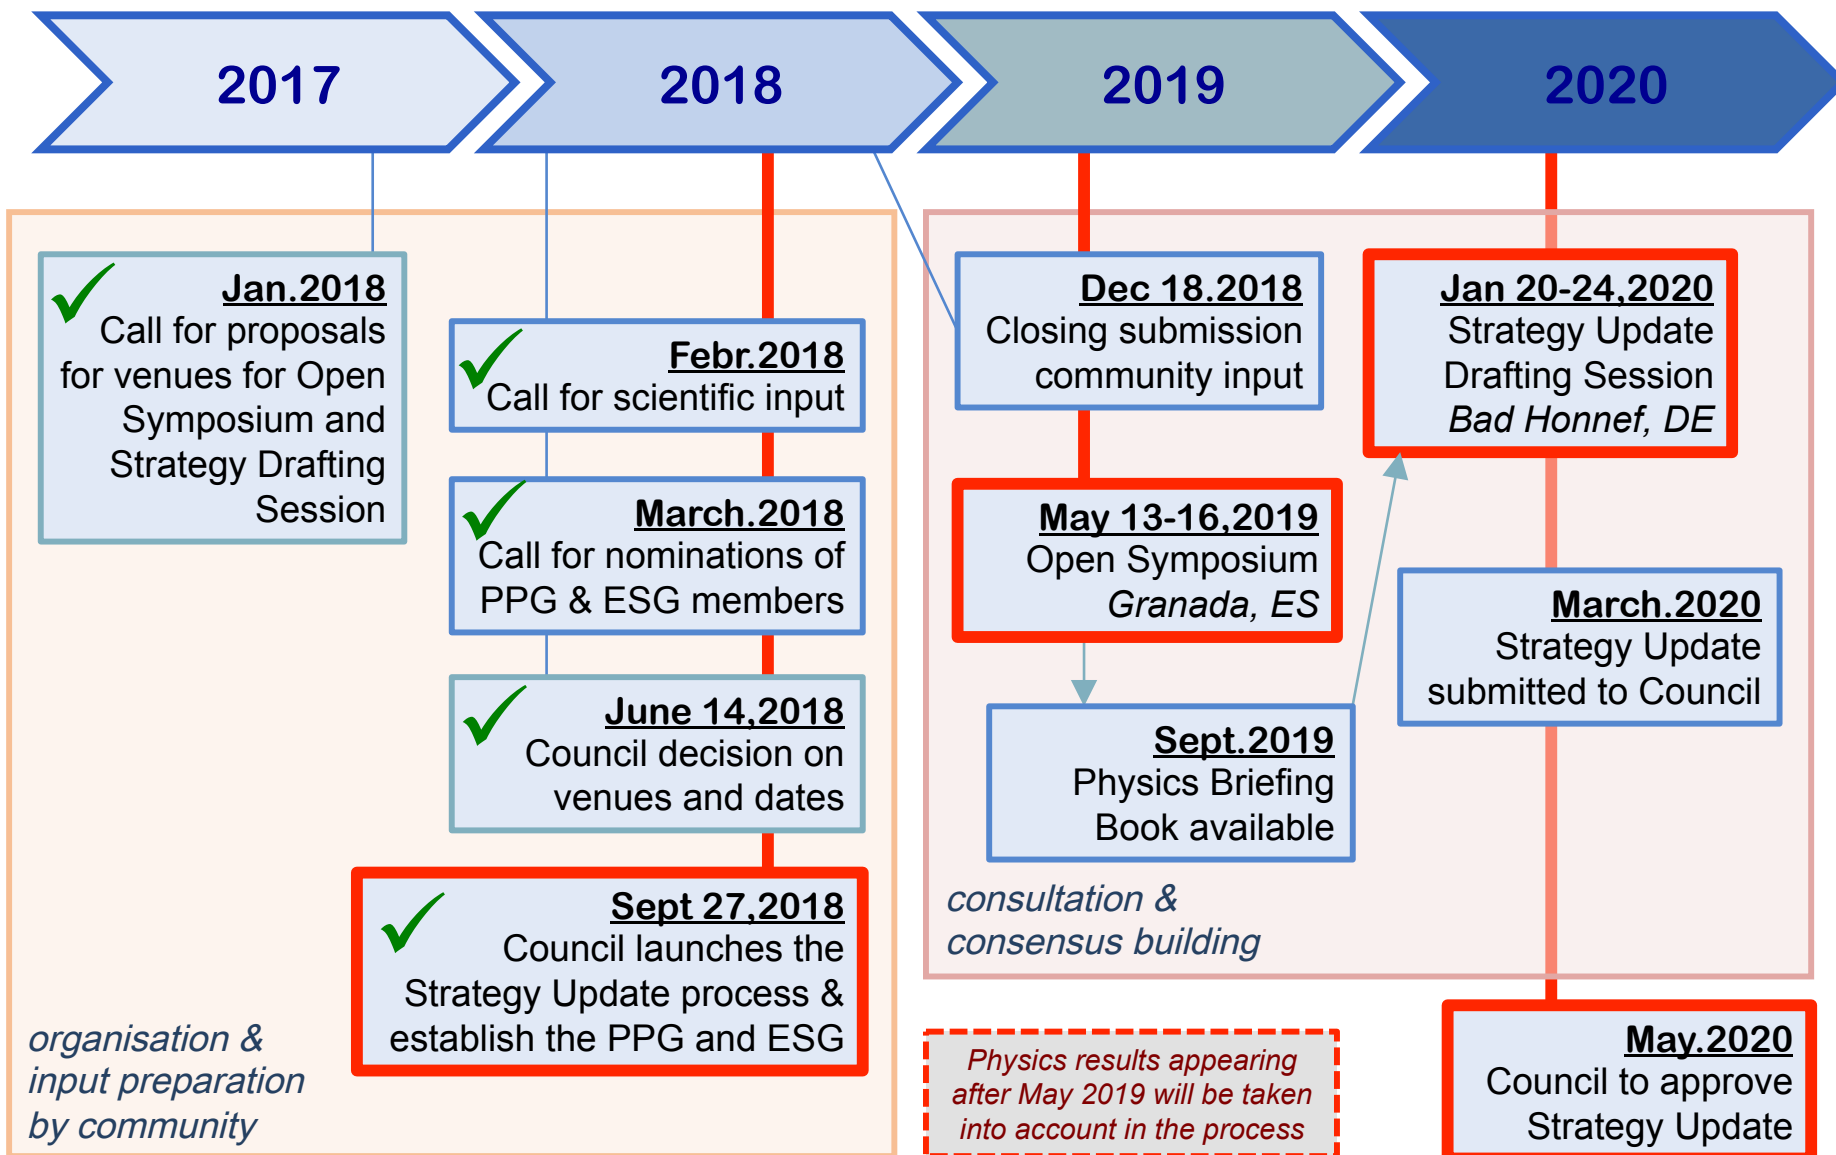 2017
2018
2019
2020
Jan.2018
Call for proposals
for venues for Open
Symposium and
Strategy Drafting
Session
Febr.2018
Call for scientific input
March.2018
Call for nominations of
PPG & ESG members
June 14,2018
Council decision on
venues and dates
Sept 27,2018
Council launches the
Strategy Update process &
establish the PPG and ESG
organisation &
input preparation
by community
Dec 18.2018
Closing submission
community input
May 13-16,2019
Open Symposium
Granada, ES
Sept.2019
Physics Briefing
Book available
consultation &
consensus building
Physics results appearing
after May 2019 will be taken
into account in the process
Jan 20-24,2020
Strategy Update
Drafting Session
Bad Honnef, DE
March.2020
Strategy Update
submitted to Council
May.2020
Council to approve
Strategy Update